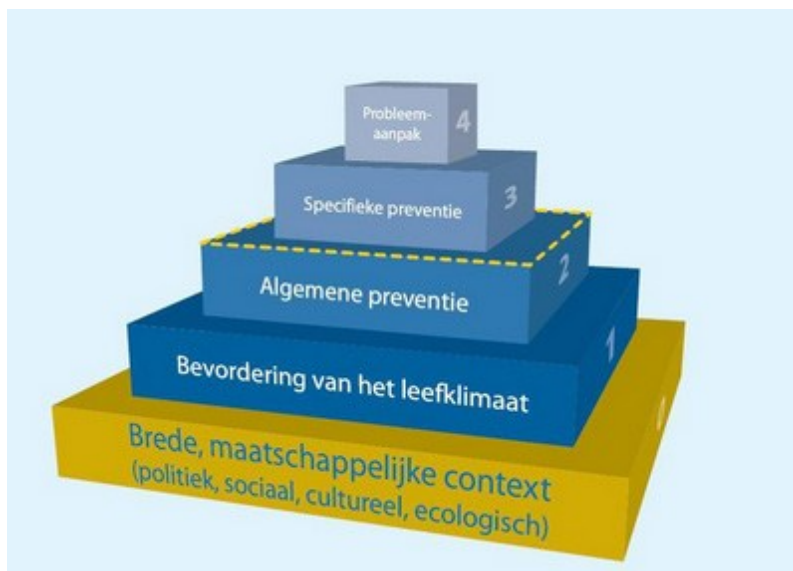 Probleem-
aanpak
4
Specifieke preventie
3
Algemene preventie
2
Bevordering van het leefklimaat
1
Brede, maatschappelijke context
(politiek, sociaal, cultureel, ecologisch)
0